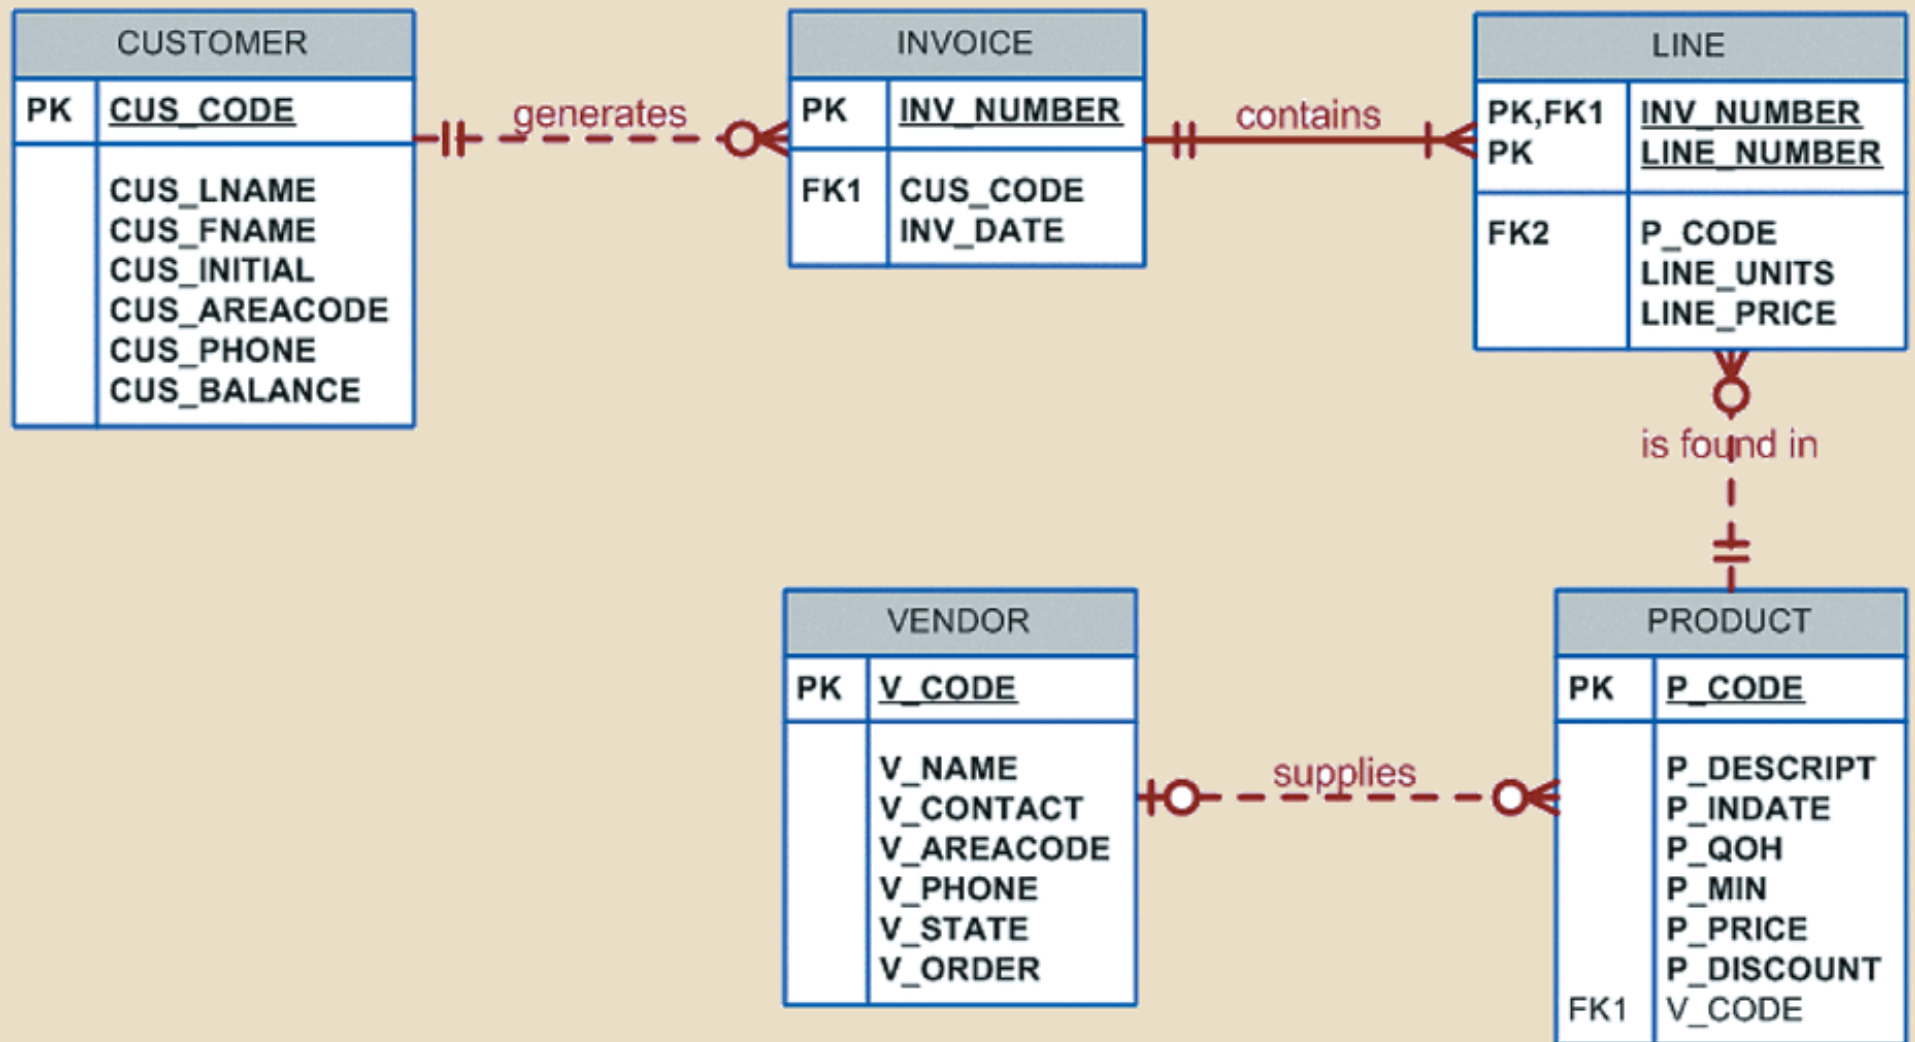 CUSTOMER
PK CUS_CODE
CUS_LNAME
CUS_FNAME
CUS_INITIAL
CUS_AREACODE
CUS_PHONE
CUS_BALANCE
generates
INVOICE
PK INV_NUMBER
FK1 CUS_CODE
INV_DATE
contains
LINE
PK,FK1 INV_NUMBER
PK LINE_NUMBER
FK2 P_CODE
LINE_UNITS
LINE_PRICE
is found in
VENDOR
PK V_CODE
V_NAME
V_CONTACT
V_AREACODE
V_PHONE
V_STATE
V_ORDER
supplies
PRODUCT
PK P_CODE
P_DESCRIPT
P_INDATE
P_QOH
P_MIN
P_PRICE
P_DISCOUNT
FK1 V_CODE